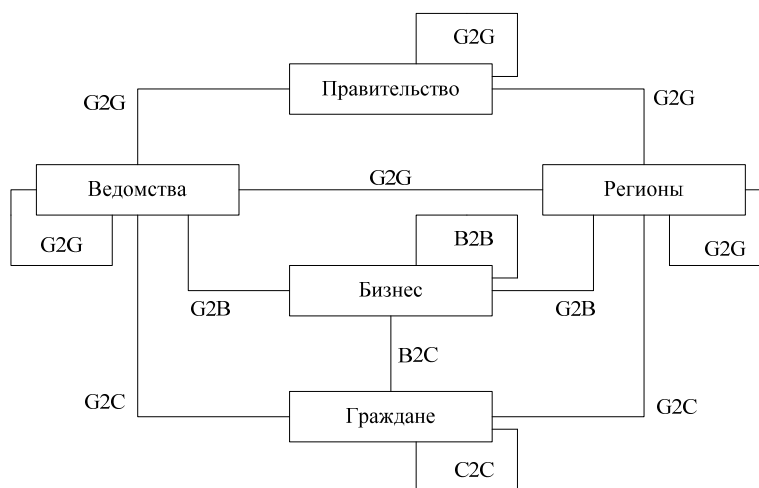 G2G
Правительство
G2G
G2G
Ведомства
G2G
Регионы
G2G
B2B
G2G
Бизнес
G2B
G2B
B2C
G2C
Граждане
G2C
C2C